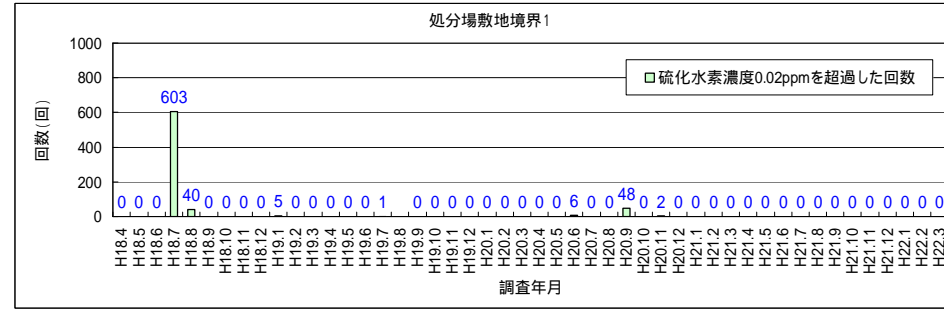 処分場敷地境界1
1000
800
600
400
200
0
回数(回)
硫化水素濃度0.02ppmを超過した回数
0 0 0 603 40 0 0 0 0 5 0 0 0 0 0 1 0 0 0 0 0 0 0 0 0 6 0 0 48 0 2 0 0 0 0 0 0 0 0 0 0 0 0 0 0 0 0
H18.4 H18.5 H18.6 H18.7 H18.8 H18.9 H18.10 H18.11 H18.12 H19.1 H19.2 H19.3 H19.4 H19.5 H19.6 H19.7 H19.8 H19.9 H19.10 H19.11 H19.12 H20.1 H20.2 H20.3 H20.4 H20.5 H20.6 H20.7 H20.8 H20.9 H20.10 H20.11 H20.12 H21.1 H21.2 H21.3 H21.4 H21.5 H21.6 H21.7 H21.8 H21.9 H21.10 H21.11 H21.12 H22.1 H22.2 H22.3
調査年月